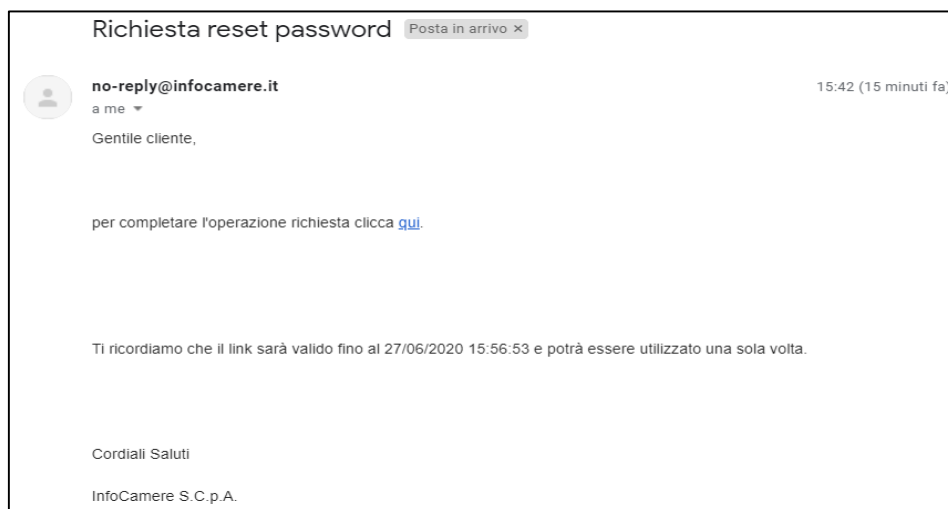 Richiesta reset password Posta in arrivo ×
no-reply@infocamere.it 15:42 (15 minuti fa)
a me
Gentile cliente,
per completare l'operazione richiesta clicca qui.
Ti ricordiamo che il link sarà valido fino al 27/06/2020 15:56:53 e potrà essere utilizzato una sola volta.
Cordiali Saluti
InfoCamere S.C.p.A.